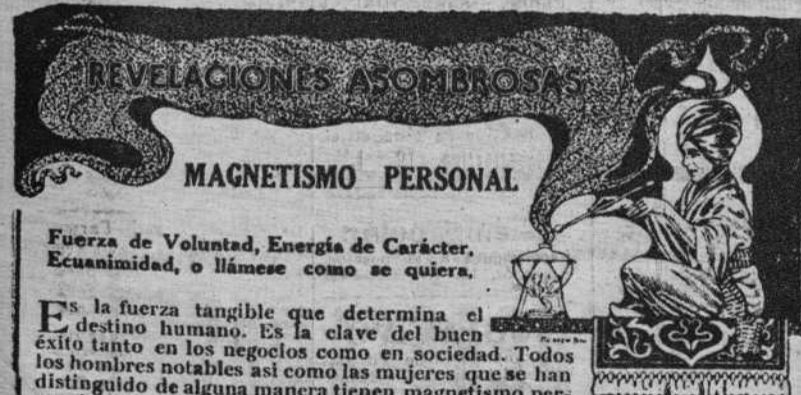 REVELACIONES ASOMBROSAS
MAGNETISMO PERSONAL
Fuerza de Voluntad, Energía de Carácter,
Ecuanimidad, o llámese como se quiera,
Es la fuerza tangible que determina el
destino humano. Es la clave del buen
éxito tanto en los negocios como en sociedad. Todos
los hombres notables asi como las mujeres que se han
distinguido de alguna manera tienen magnetismo per-